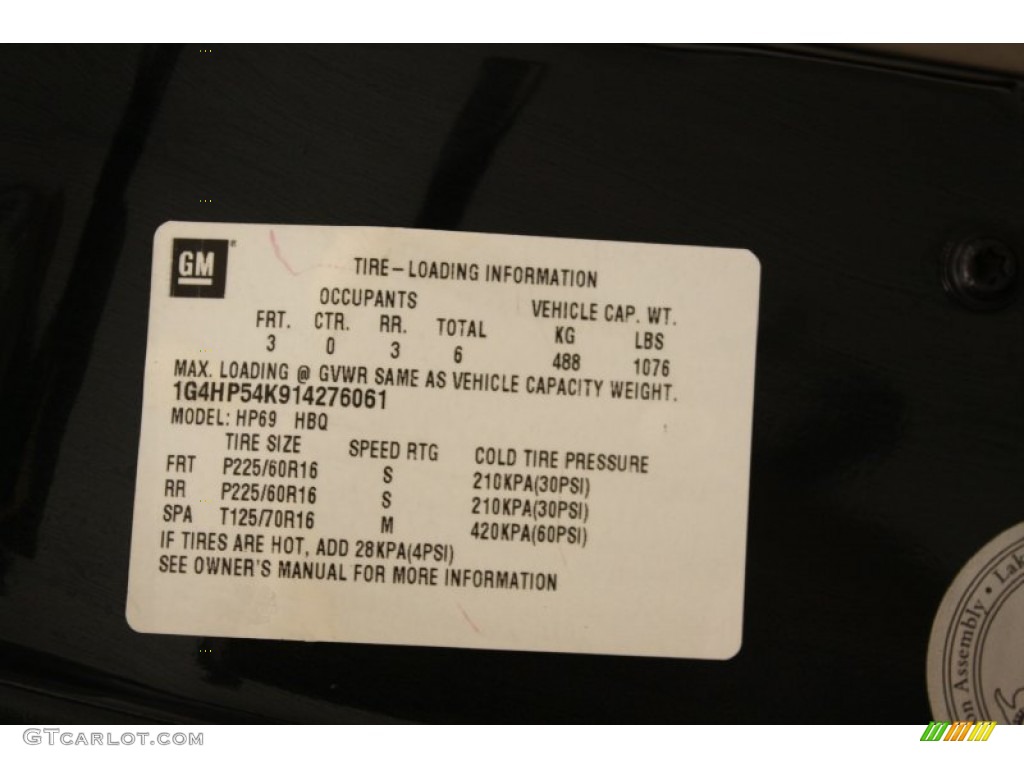 GM
TIRE-LOADING INFORMATION
OCCUPANTS VEHICLE CAP. WT.
FRT. CTR. RR. TOTAL KG LBS
3 0 3 6 488 1076
MAX. LOADING @ GVWR SAME AS VEHICLE CAPACITY WEIGHT.
1G4HP54K914276061
MODEL: HP69 HBQ
TIRE SIZE SPEED RTG COLD TIRE PRESSURE
FRT P225/60R16 S 210KPA(30PSI)
RR P225/60R16 S 210KPA(30PSI)
SPA T125/70R16 M 420KPA(60PSI)
IF TIRES ARE HOT, ADD 28KPA(4PSI)
SEE OWNER'S MANUAL FOR MORE INFORMATION
Assembly •
GTCARLOT.COM